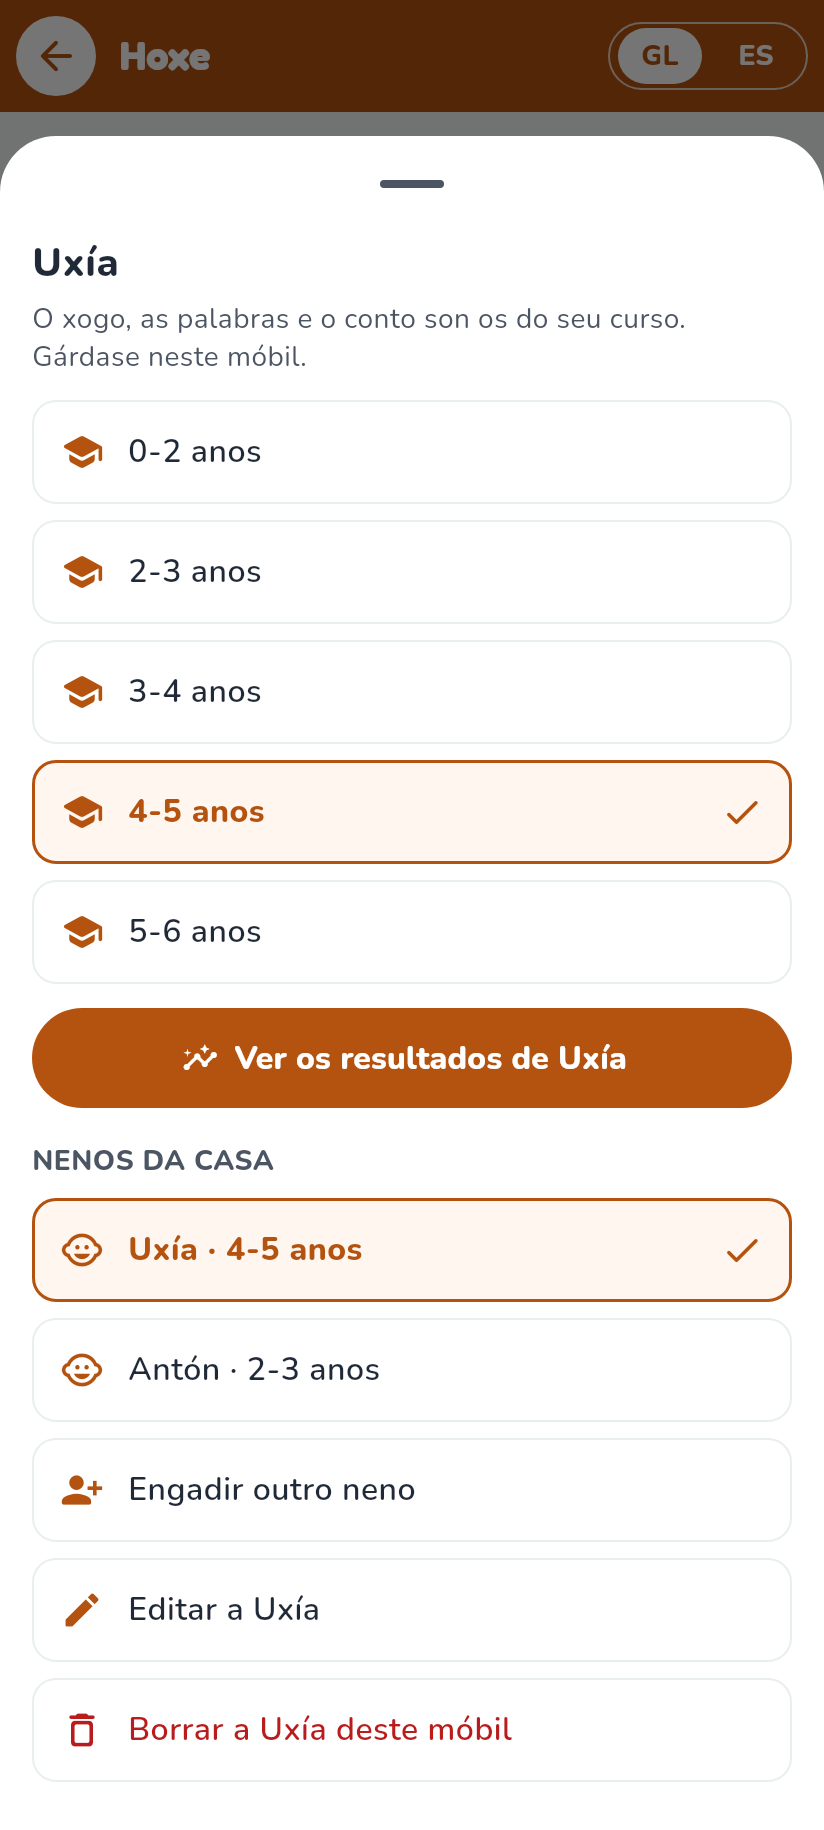 Hoxe
GL
ES
Uxía
O xogo, as palabras e o conto son os do seu curso.
Gárdase neste móbil.
0-2 anos
2-3 anos
3-4 anos
4-5 anos
5-6 anos
Ver os resultados de Uxía
NENOS DA CASA
Uxía · 4-5 anos
Antón · 2-3 anos
Engadir outro neno
Editar a Uxía
Borrar a Uxía deste móbil